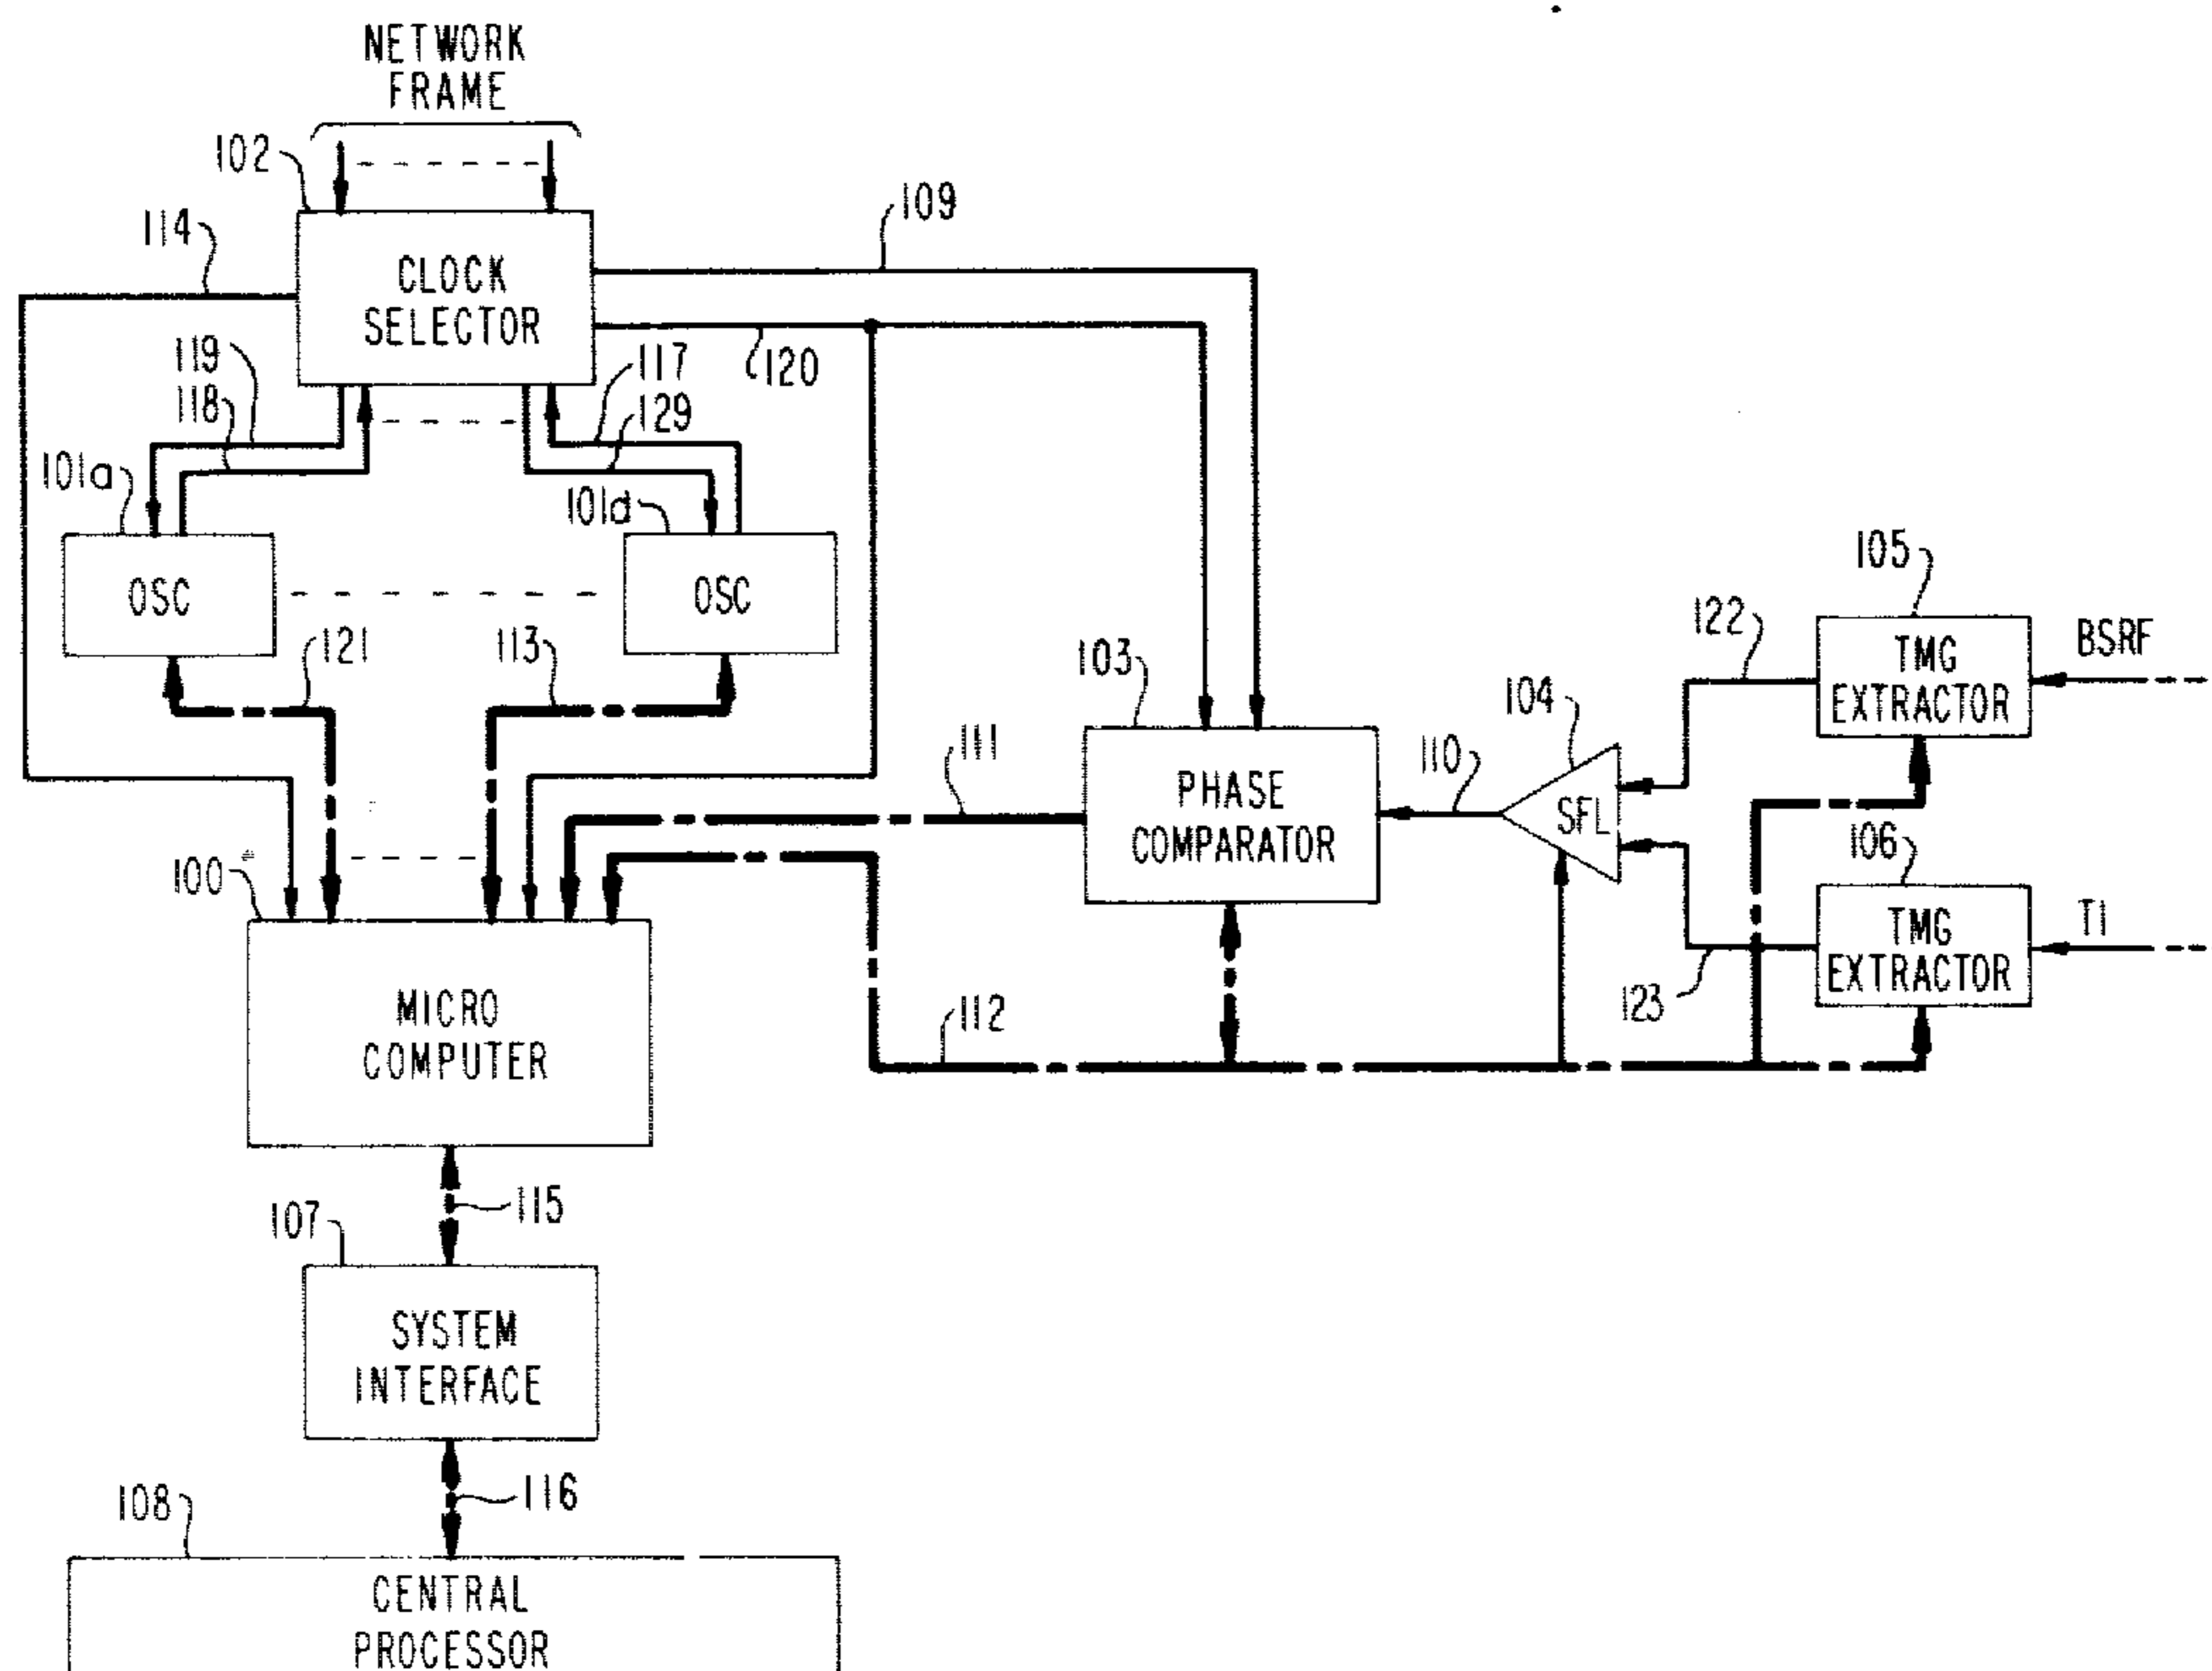 NETWORK
FRAME
102
109
114
CLOCK
SELECTOR
119
118
117
129
120
101a
101d
OSC
OSC
121
113
105
122
BSRF
TMG
EXTRACTOR
103
104
111
110
PHASE
COMPARATOR
SFL
106
100
T1
TMG
EXTRACTOR
123
112
MICRO
COMPUTER
115
107
SYSTEM
INTERFACE
116
108
CENTRAL
PROCESSOR